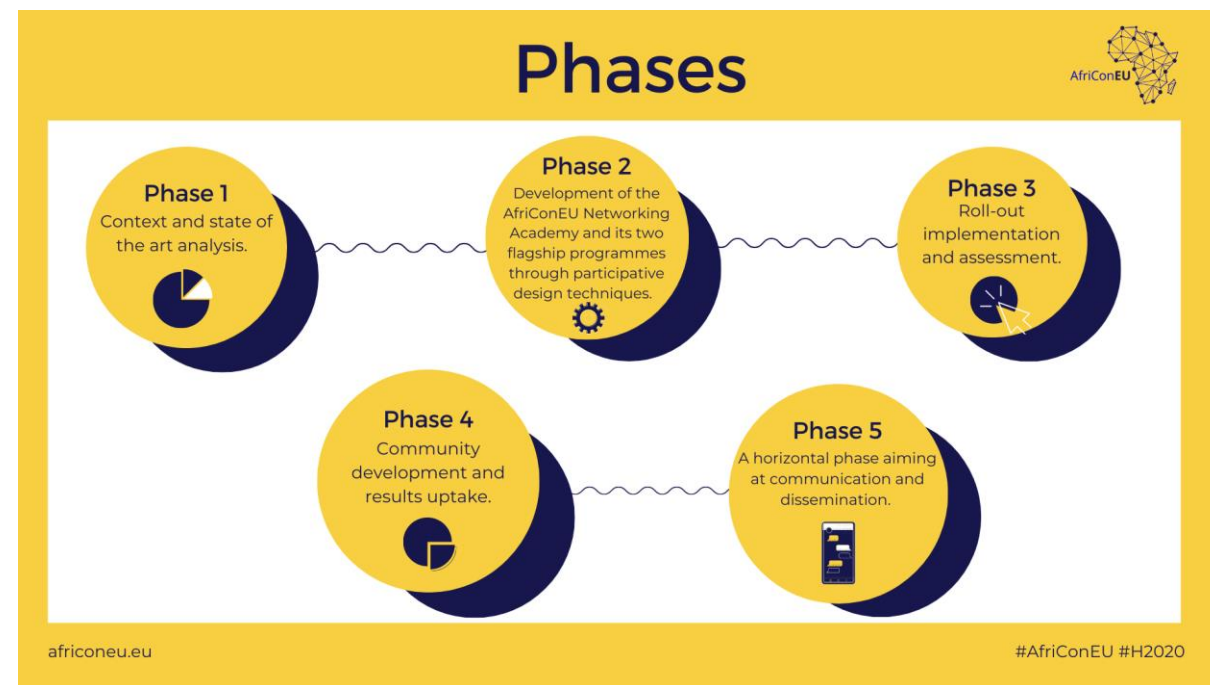 Phases
AfriConEU
Phase 1
Context and state of
the art analysis.
Phase 2
Development of the
AfriConEU Networking
Academy and its two
flagship programmes
through participative
design techniques.
Phase 3
Roll-out
implementation
and assessment.
Phase 4
Community
development and
results uptake.
Phase 5
A horizontal phase aiming
at communication and
dissemination.
africoneu.eu
#AfriConEU #H2020